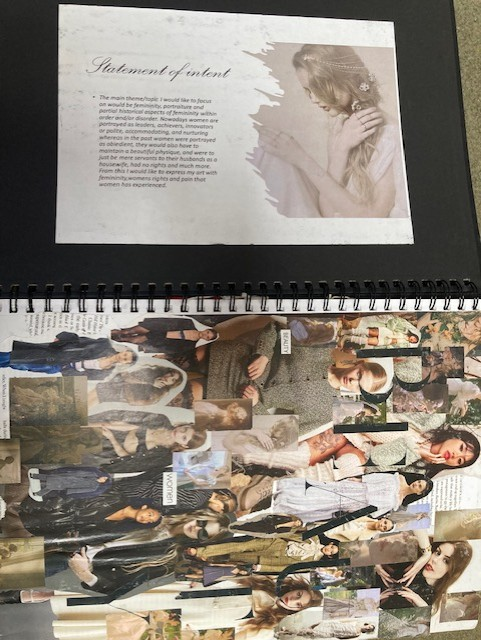 Statement of intent
• The main theme/topic I would like to focus
on would be femininity, portraiture and
partial historical aspects of femininity within
order and/or disorder. Nowadays women are
portrayed as leaders, achievers, innovators
or polite, accommodating, and nurturing
whereas in the past women were portrayed
as obedient, they would also have to
maintain a beautiful physique, and were to
just be mere servants to their husbands as a
housewife, had no rights and much more.
From this I would like to express my art with
femininity,womens rights and pain that
women has experienced.
BEAUTY
women